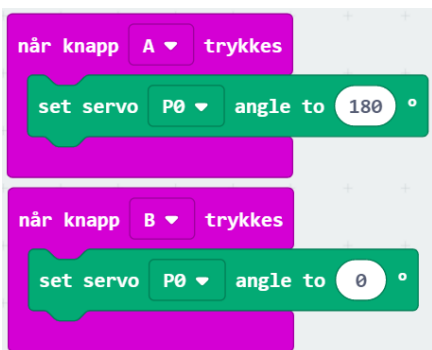 når knapp A trykkes
set servo P0 angle to 180 °
når knapp B trykkes
set servo P0 angle to 0 °